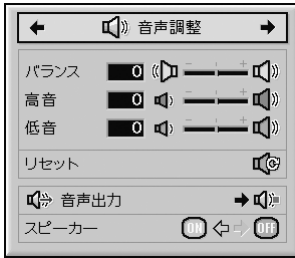 音声調整
バランス 0 - +
高音 0 - +
低音 0 - +
リセット
音声出力
スピーカー ON OFF